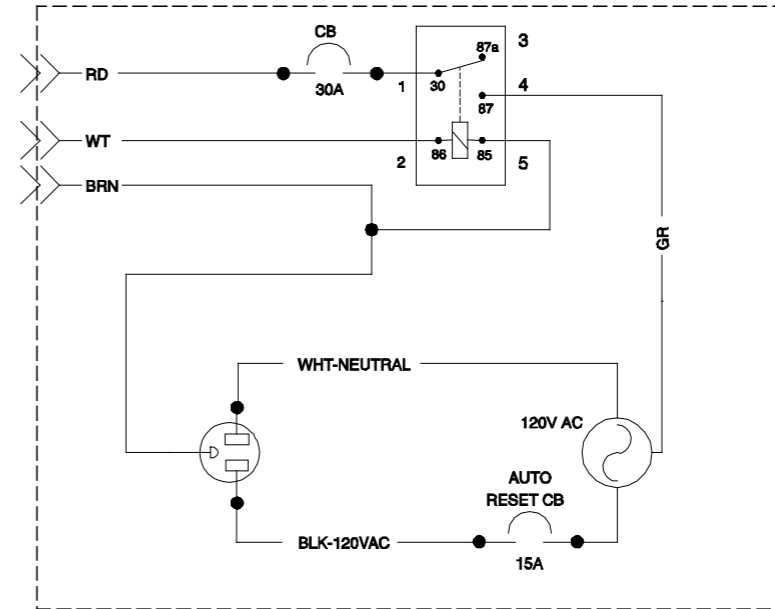 CB
87a
3
RD
30A
1
30
4
87
WT
86
85
2
5
BRN
GR
WHT-NEUTRAL
120V AC
AUTO
RESET CB
BLK-120VAC
15A